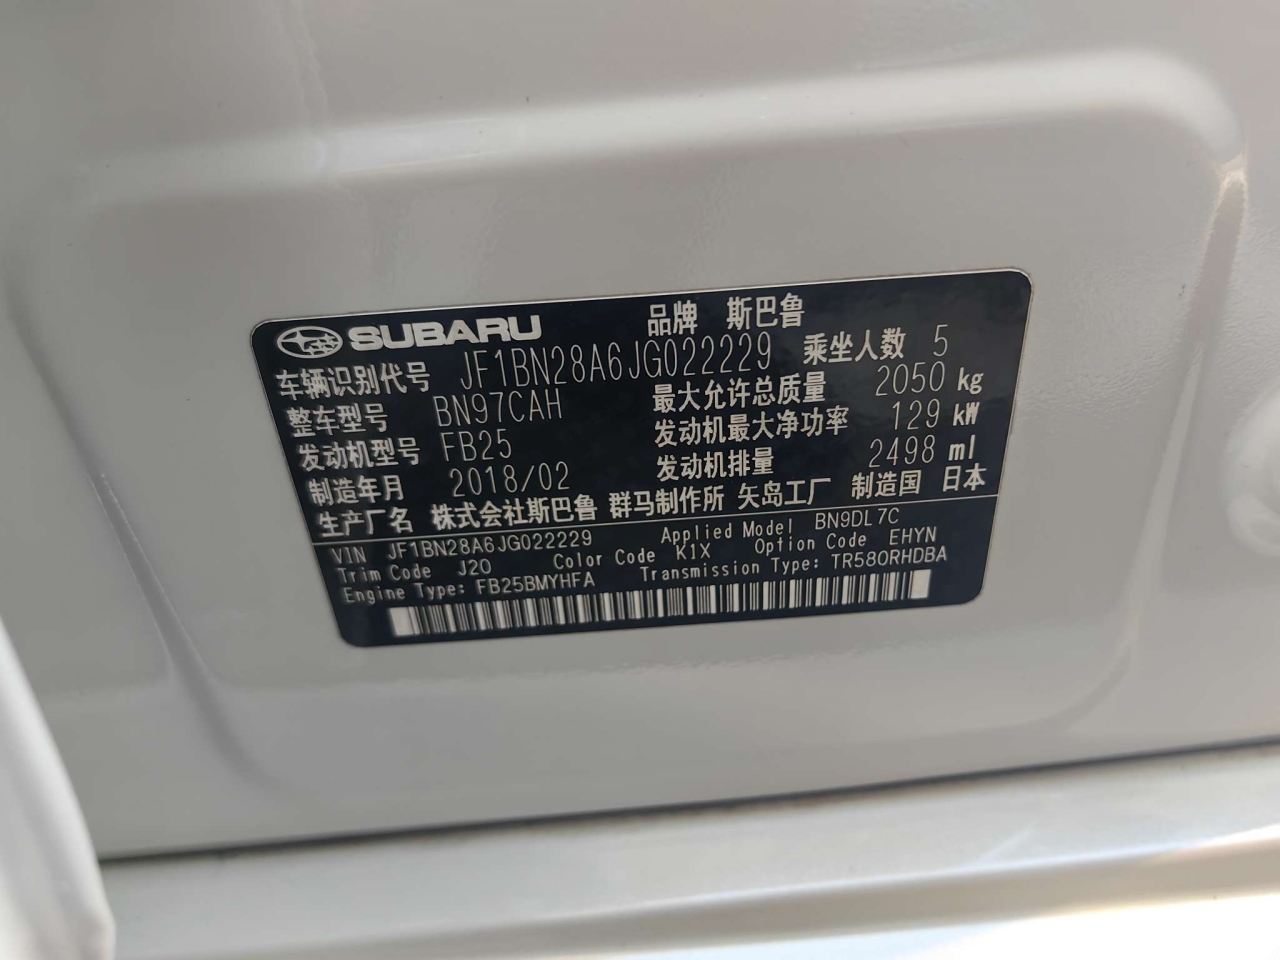 SUBARU 品牌 斯巴鲁
车辆识别代号 JF1BN28A6JG022229 乘坐人数 5
整车型号 BN97CAH 最大允许总质量 2050 kg
发动机型号 FB25 发动机最大净功率 129 kW
制造年月 2018/02 发动机排量 2498 ml
生产厂名 株式会社斯巴鲁 群马制作所 矢岛工厂 制造国 日本
VIN JF1BN28A6JG022229 Applied Model BN9DL7C
Trim Code J20 Color Code K1X Option Code EHYN
Engine Type: FB25BMYHFA Transmission Type: TR580RHDBA